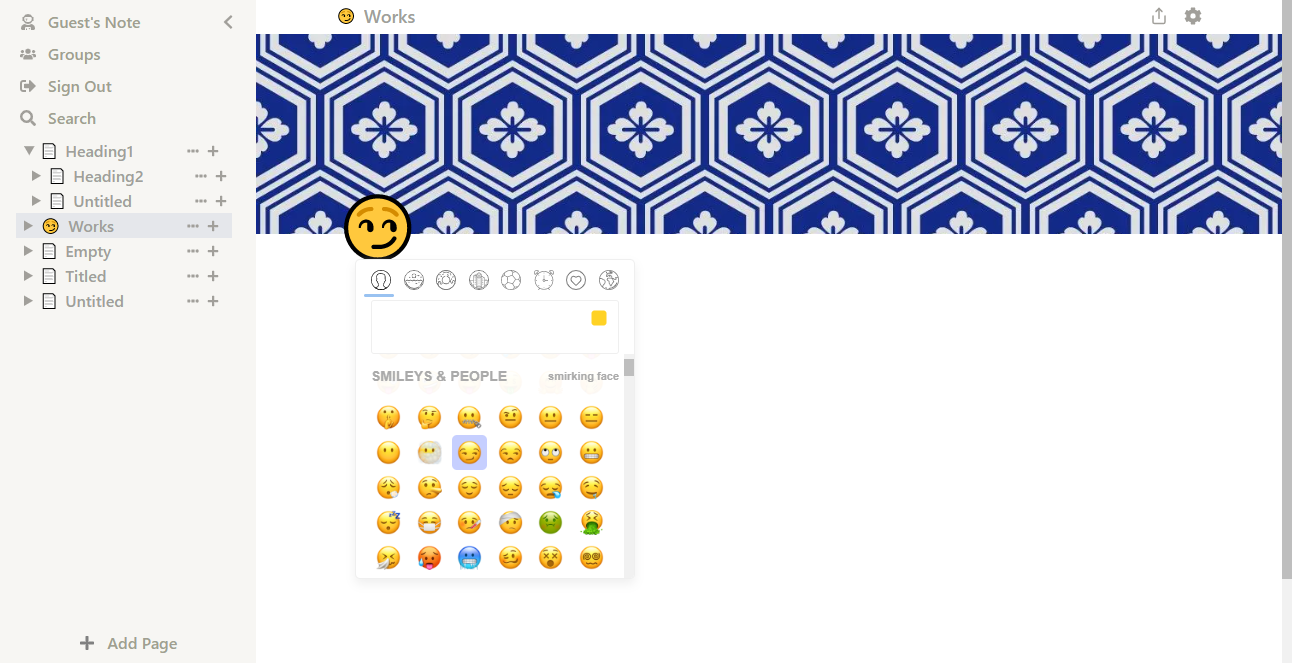 Guest's Note
Groups
Sign Out
Search
Heading1
Heading2
Untitled
Works
Empty
Titled
Untitled
Add Page
Works
SMILEYS & PEOPLE smirking face